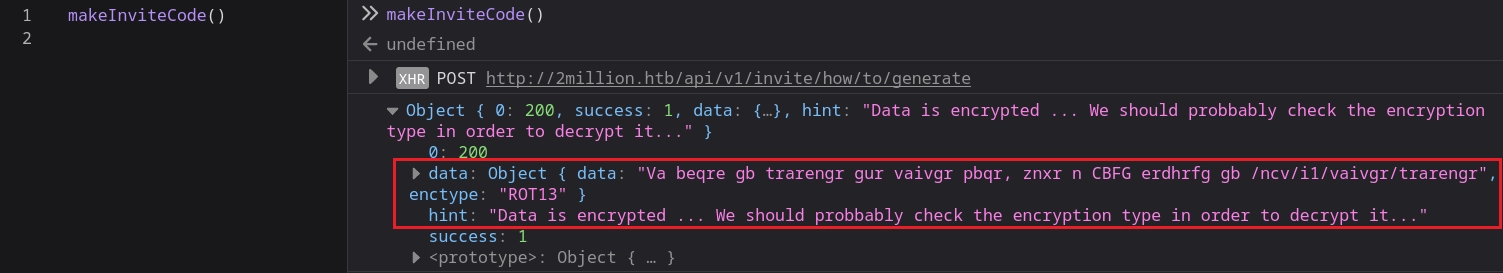 1 makeInviteCode()
2
>> makeInviteCode()
← undefined
▶ XHR POST http://2million.htb/api/v1/invite/how/to/generate
▼ Object { 0: 200, success: 1, data: {…}, hint: "Data is encrypted ... We should probbably check the encryption
type in order to decrypt it..." }
0: 200
▶ data: Object { data: "Va beqre gb trarengr gur vaivgr pbqr, znxr n CBFG erdhrfg gb /ncv/i1/vaivgr/trarengr",
enctype: "ROT13" }
hint: "Data is encrypted ... We should probbably check the encryption type in order to decrypt it..."
success: 1
▶ <prototype>: Object { … }